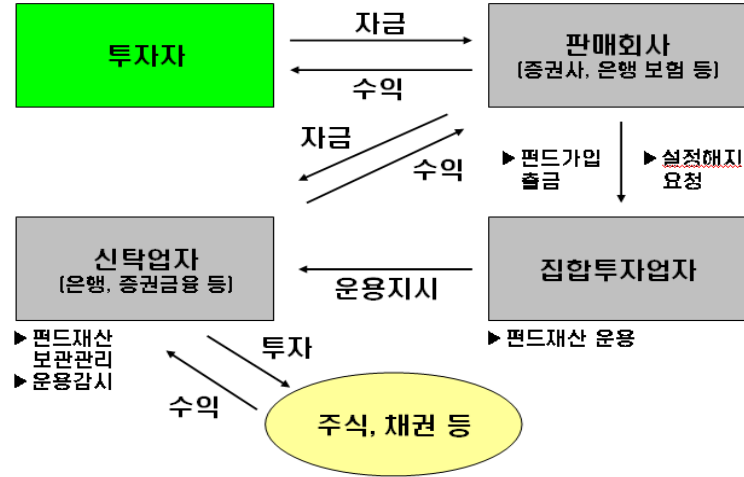 투자자
자금
수익
판매회사
(증권사, 은행 보험 등)
자금
수익
▶펀드가입
출금
▶설정해지
요청
신탁업자
(은행, 증권금융 등)
운용지시
집합투자업자
▶펀드재산
보관관리
▶운용감시
▶펀드재산 운용
투자
수익
주식, 채권 등